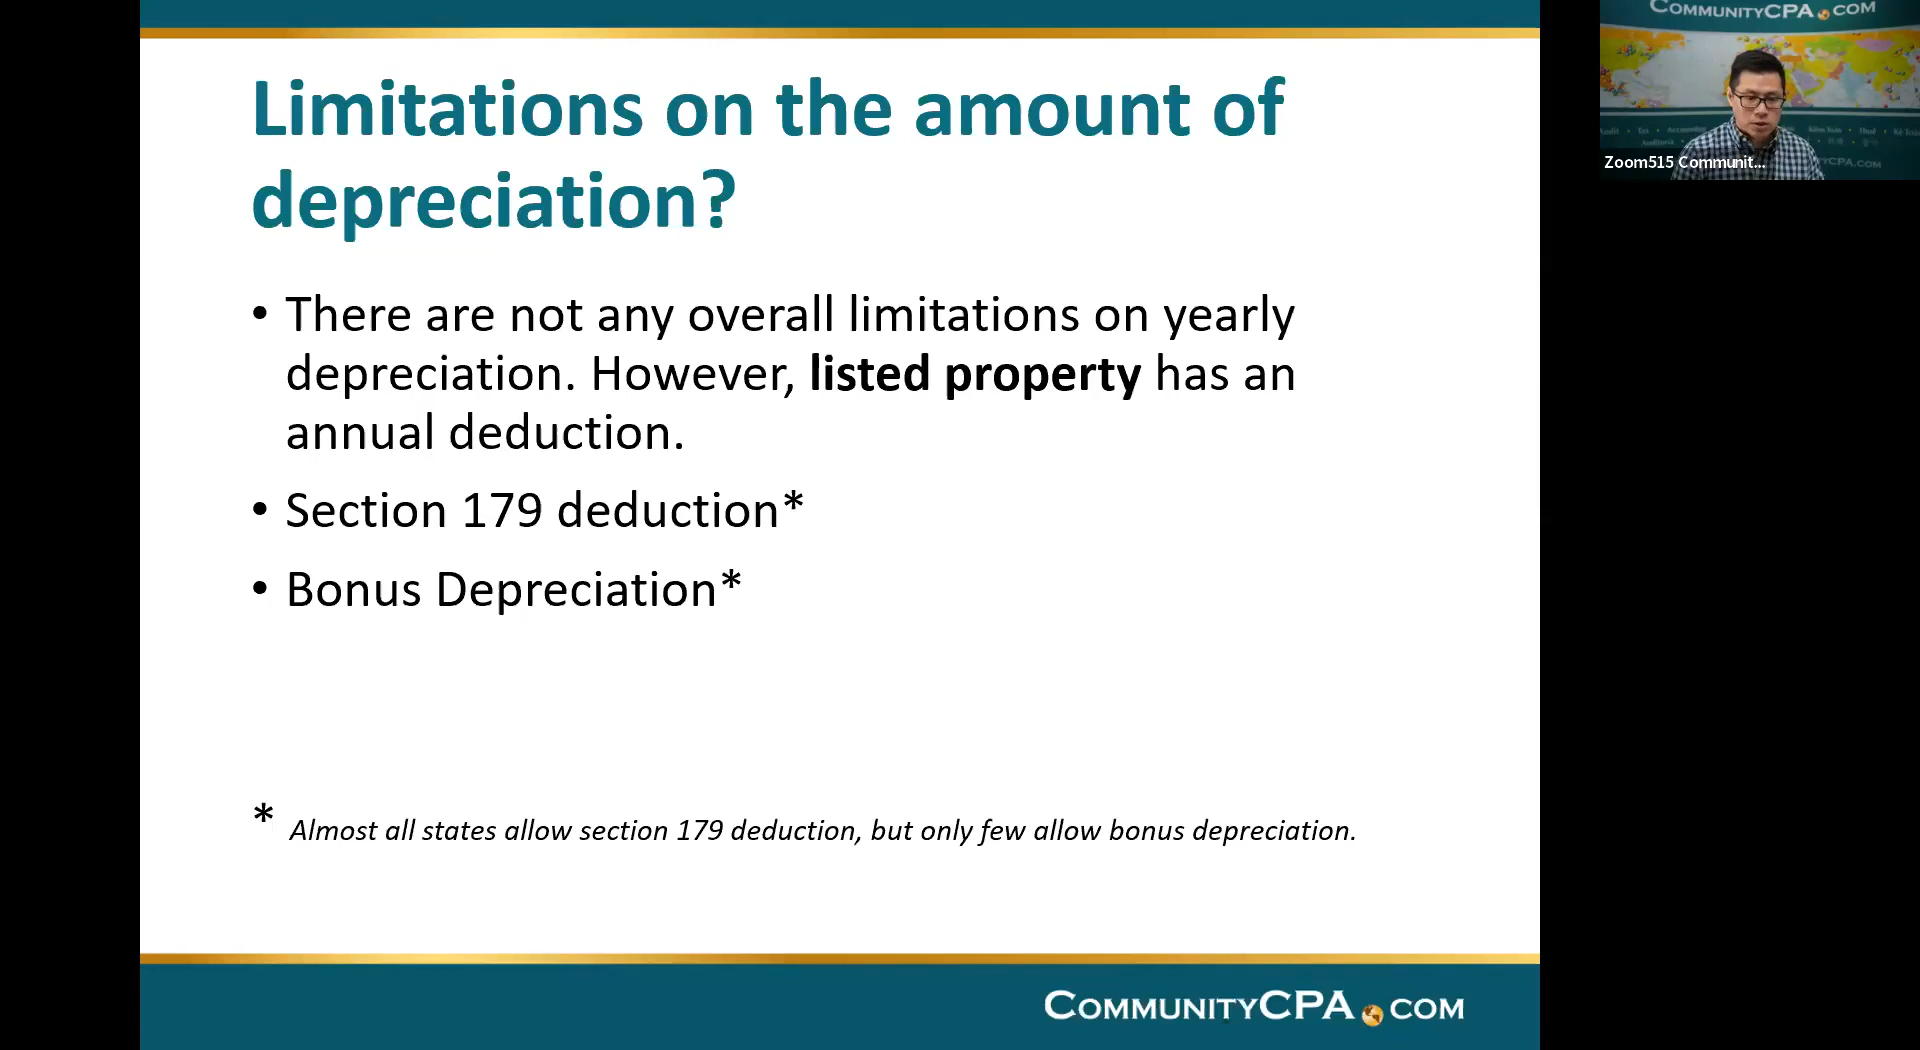 Limitations on the amount of
depreciation?
• There are not any overall limitations on yearly
depreciation. However, listed property has an
annual deduction.
• Section 179 deduction*
• Bonus Depreciation*
* Almost all states allow section 179 deduction, but only few allow bonus depreciation.
COMMUNITYCPA.COM
COMMUNITYCPA.COM
Zoom515 Communit...